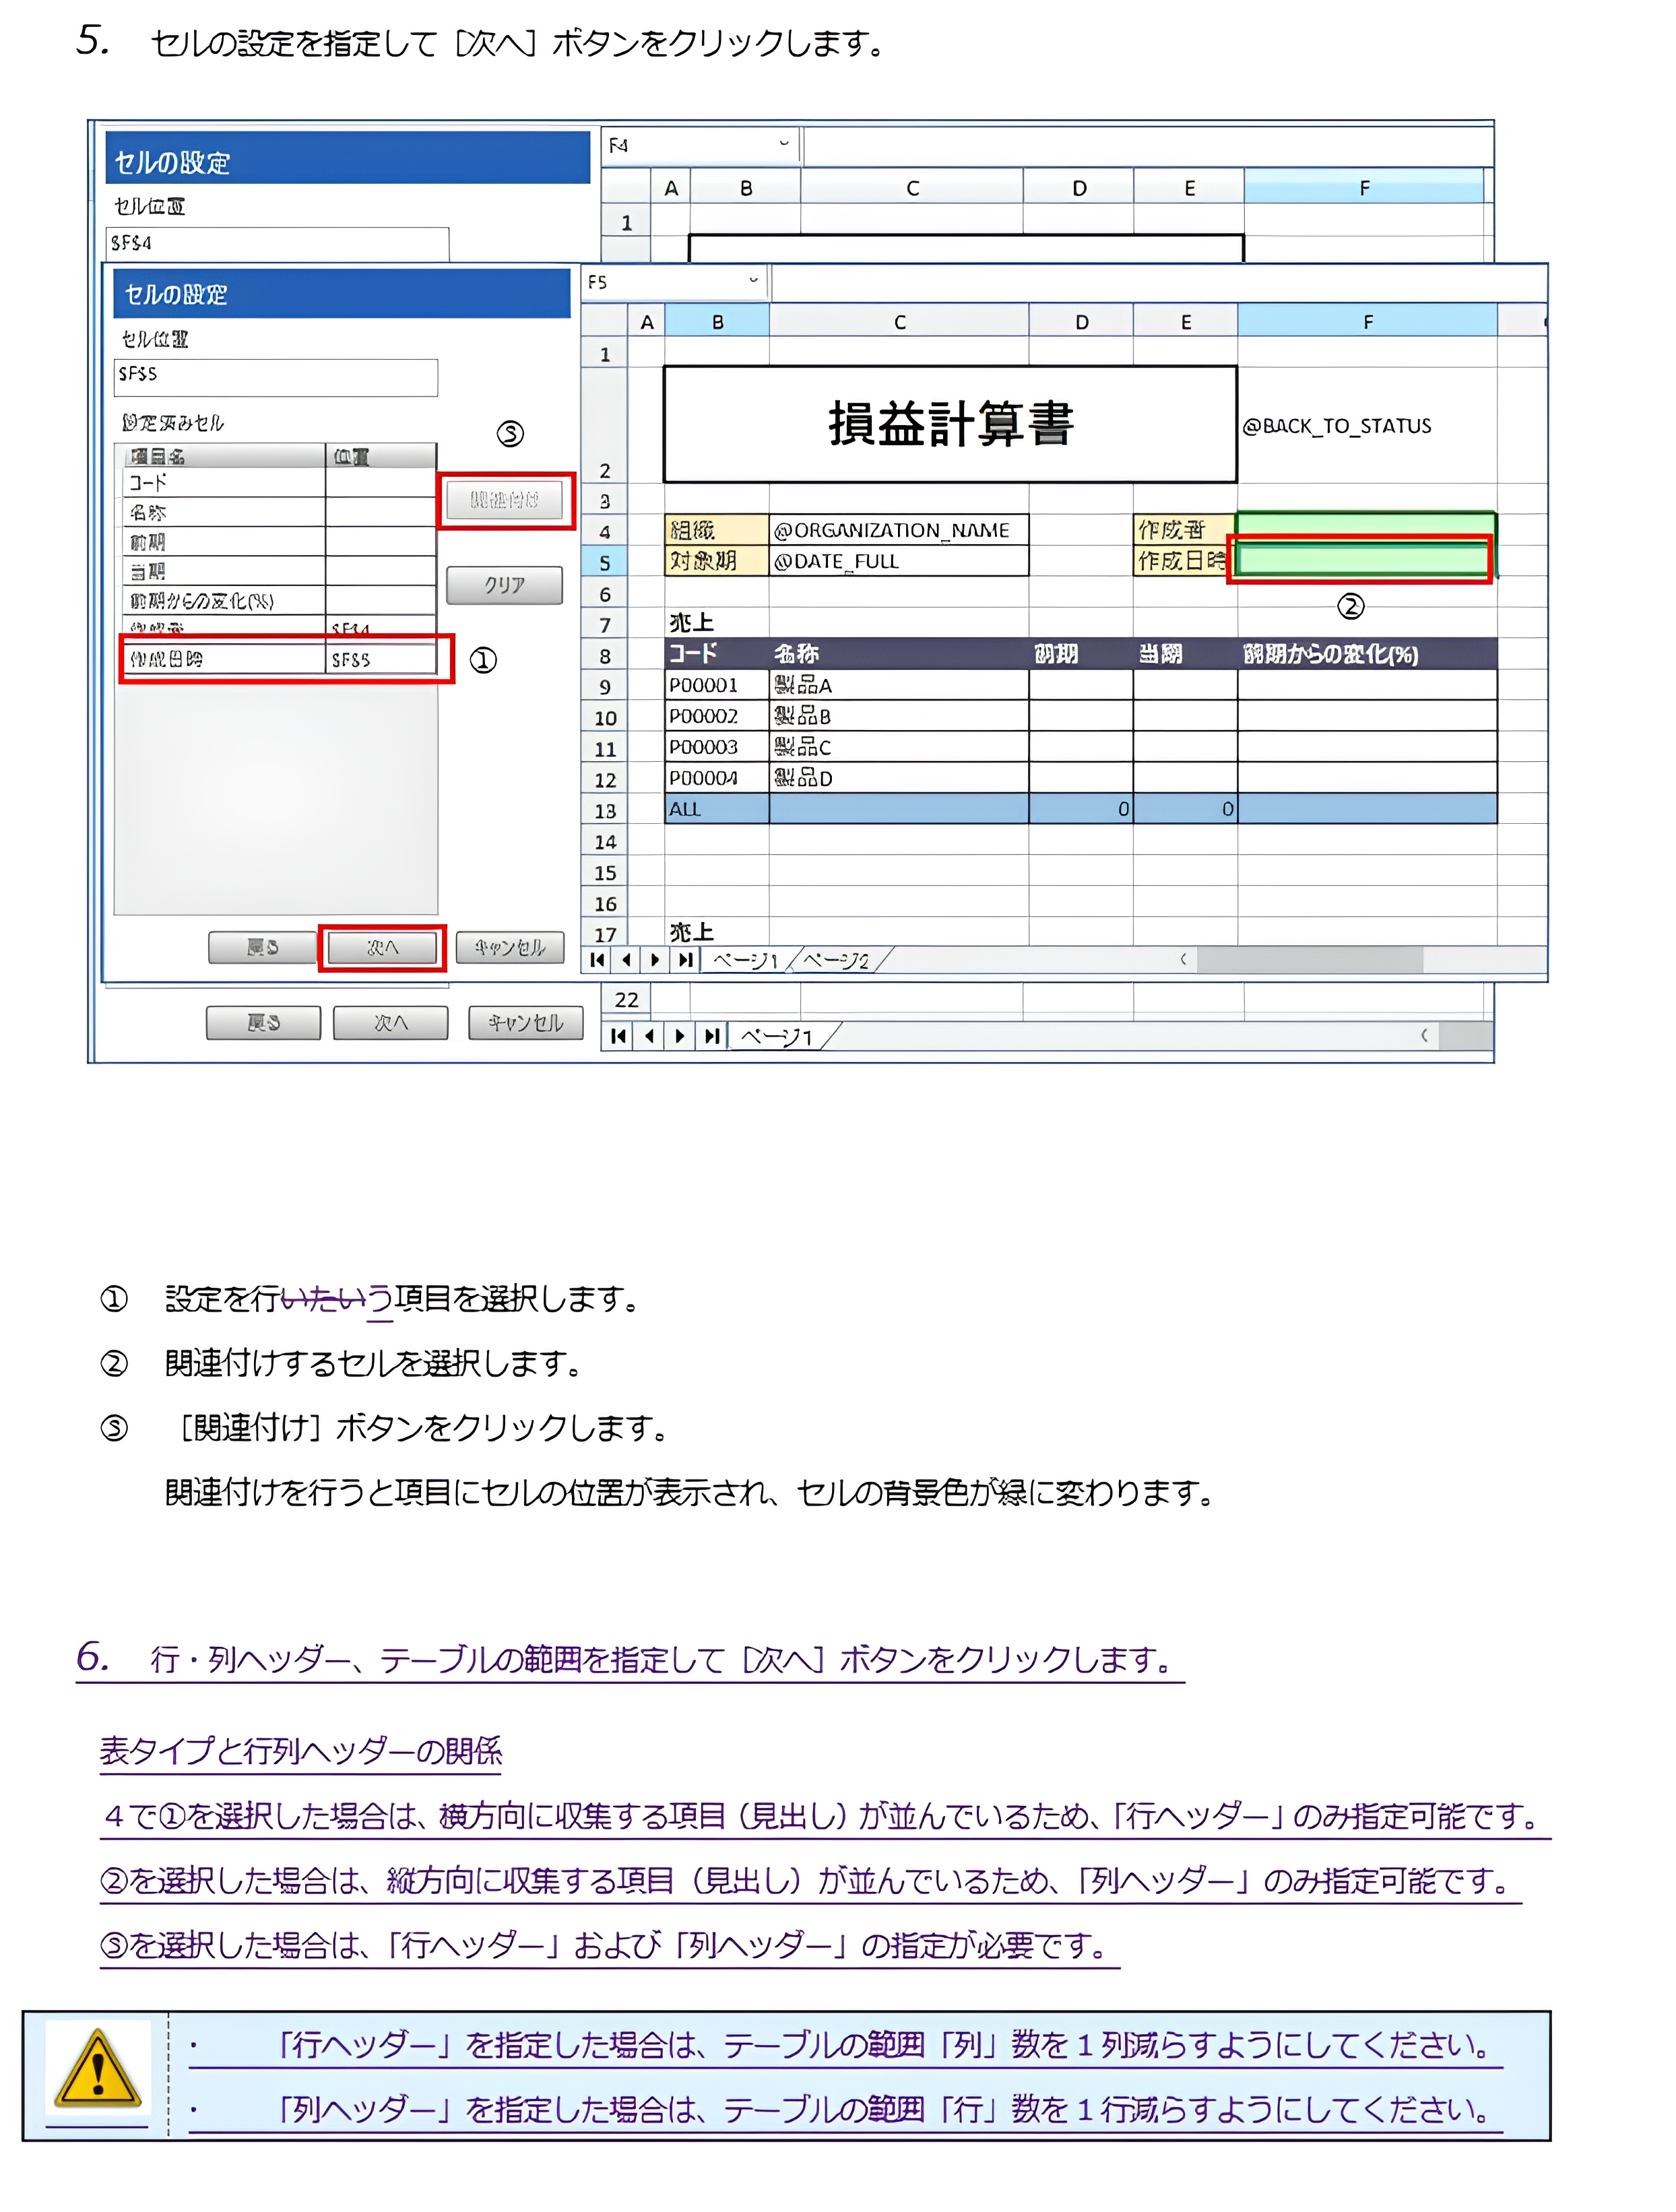 5. セルの設定を指定して［次へ］ボタンをクリックします。
セルの設定
セル位置
$F$4
F4
A B C D E F
1
セルの設定
セル位置
$F$5
設定済みセル
項目名 位置
コード
名称
前期
当期
前期からの変化(%)
作成者 $F$4
作成日時 $F$5
③
関連付け
クリア
①
戻る 次へ キャンセル
F5
A B C D E F
1
2 損益計算書 @BACK_TO_STATUS
3
4 組織 @ORGANIZATION_NAME 作成者
5 対象期 @DATE_FULL 作成日時
②
6
7 売上
8 コード 名称 前期 当期 前期からの変化(%)
9 P00001 製品A
10 P00002 製品B
11 P00003 製品C
12 P00004 製品D
13 ALL 0 0
14
15
16
17 売上
ページ1 ページ2
戻る 次へ キャンセル
22
ページ1
① 設定を行いたいう項目を選択します。
② 関連付けするセルを選択します。
③ ［関連付け］ボタンをクリックします。
関連付けを行うと項目にセルの位置が表示され、セルの背景色が緑に変わります。
6. 行・列ヘッダー、テーブルの範囲を指定して［次へ］ボタンをクリックします。
表タイプと行列ヘッダーの関係
４で①を選択した場合は、横方向に収集する項目（見出し）が並んでいるため、「行ヘッダー」のみ指定可能です。
②を選択した場合は、縦方向に収集する項目（見出し）が並んでいるため、「列ヘッダー」のみ指定可能です。
③を選択した場合は、「行ヘッダー」および「列ヘッダー」の指定が必要です。
・ 「行ヘッダー」を指定した場合は、テーブルの範囲「列」数を１列減らすようにしてください。
・ 「列ヘッダー」を指定した場合は、テーブルの範囲「行」数を１行減らすようにしてください。